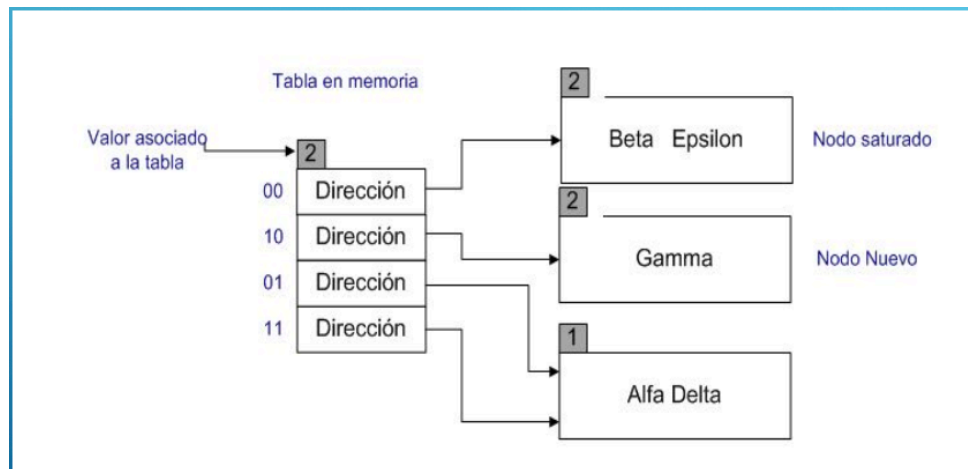 Tabla en memoria
Valor asociado
a la tabla
2
00 Dirección
10 Dirección
01 Dirección
11 Dirección
2
Beta Epsilon
Nodo saturado
2
Gamma
Nodo Nuevo
1
Alfa Delta